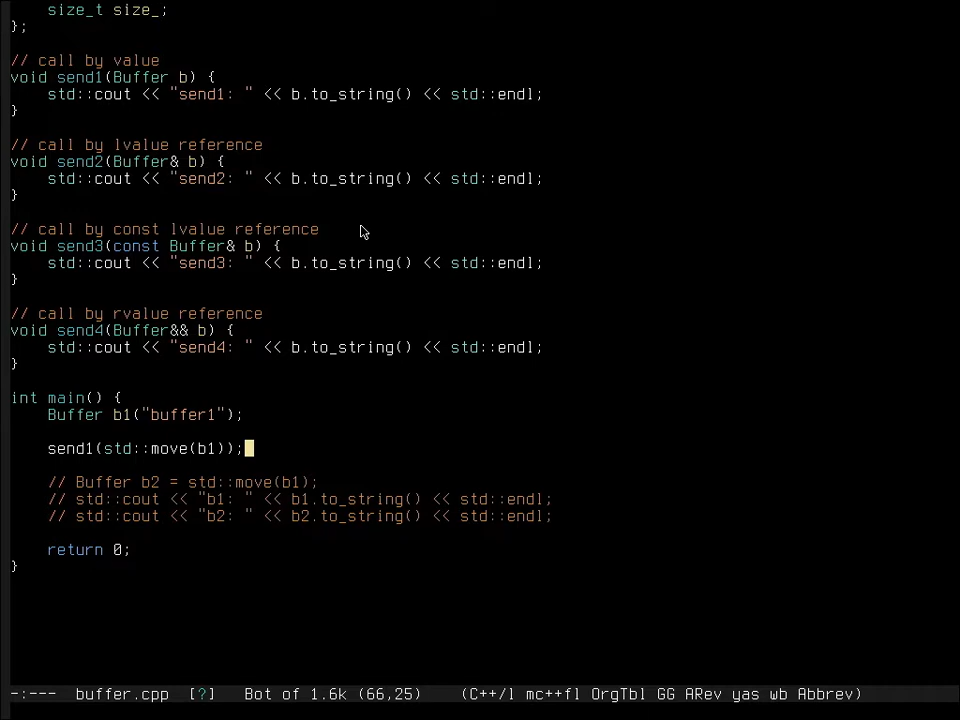 size_t size_;
};

// call by value
void send1(Buffer b) {
    std::cout << "send1: " << b.to_string() << std::endl;
}

// call by lvalue reference
void send2(Buffer& b) {
    std::cout << "send2: " << b.to_string() << std::endl;
}

// call by const lvalue reference
void send3(const Buffer& b) {
    std::cout << "send3: " << b.to_string() << std::endl;
}

// call by rvalue reference
void send4(Buffer&& b) {
    std::cout << "send4: " << b.to_string() << std::endl;
}

int main() {
    Buffer b1("buffer1");

    send1(std::move(b1));

    // Buffer b2 = std::move(b1);
    // std::cout << "b1: " << b1.to_string() << std::endl;
    // std::cout << "b2: " << b2.to_string() << std::endl;

    return 0;
}
-:---  buffer.cpp  [?]   Bot of 1.6k (66,25)    (C++/l mc++fl OrgTbl GG ARev yas wb Abbrev)